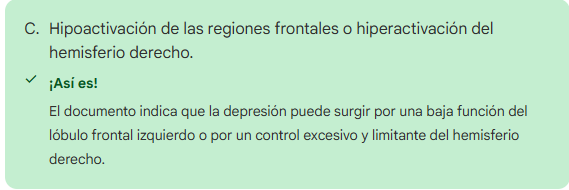 C. Hipoactivación de las regiones frontales o hiperactivación del
hemisferio derecho.
✓ ¡Así es!
El documento indica que la depresión puede surgir por una baja función del
lóbulo frontal izquierdo o por un control excesivo y limitante del hemisferio
derecho.